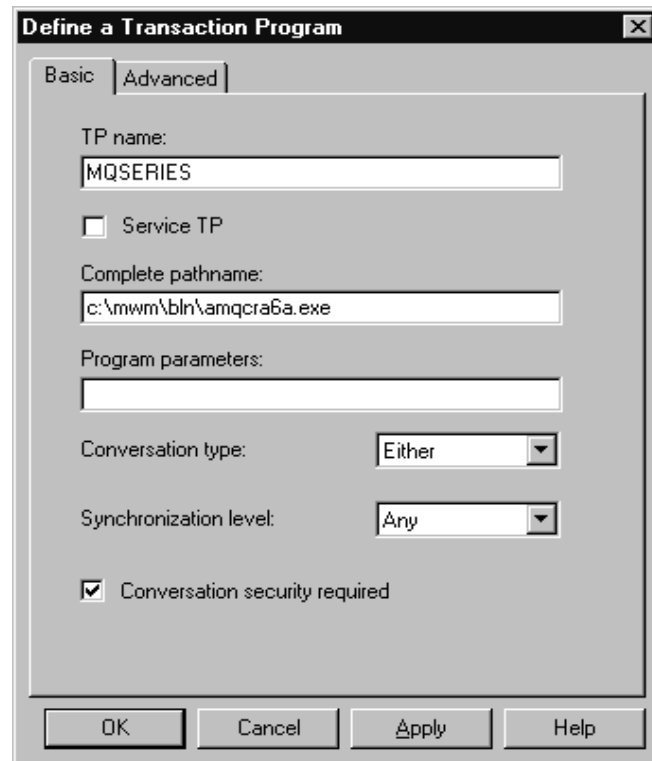 Define a Transaction Program
Basic Advanced
TP name:
MQSERIES
Service TP
Complete pathname:
c:\mwm\bln\amqcra6a.exe
Program parameters:
Conversation type: Either
Synchronization level: Any
Conversation security required
OK Cancel Apply Help